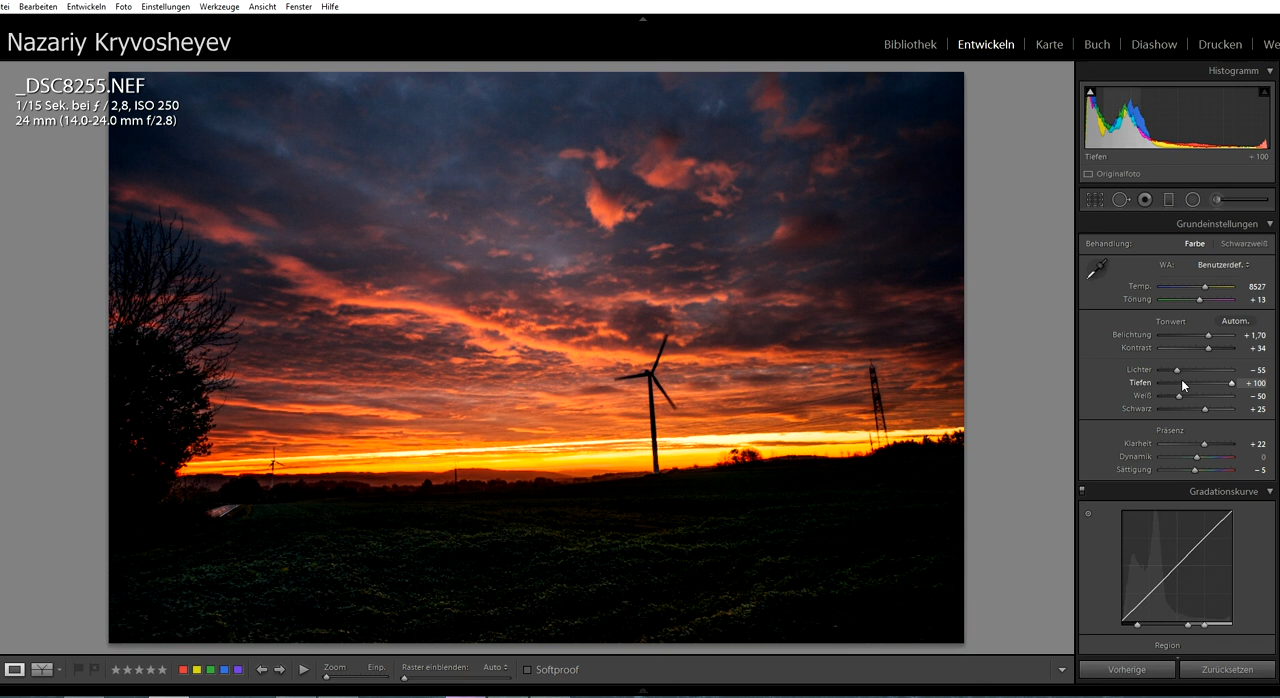 tei Bearbeiten Entwickeln Foto Einstellungen Werkzeuge Ansicht Fenster Hilfe
Nazariy Kryvosheyev
Bibliothek | Entwickeln | Karte | Buch | Diashow | Drucken | We
_DSC8255.NEF
1/15 Sek. bei ƒ / 2,8, ISO 250
24 mm (14.0-24.0 mm f/2.8)
Histogramm
Tiefen + 100
Originalfoto
Grundeinstellungen
Behandlung: Farbe | Schwarzweiß
WA: Benutzerdef.
Temp. 8527
Tönung + 13
Tonwert Autom.
Belichtung + 1,70
Kontrast + 34
Lichter − 55
Tiefen + 100
Weiß − 50
Schwarz + 25
Präsenz
Klarheit + 22
Dynamik 0
Sättigung − 5
Gradationskurve
Region
Zoom Einp. Raster einblenden: Auto Softproof
Vorherige Zurücksetzen